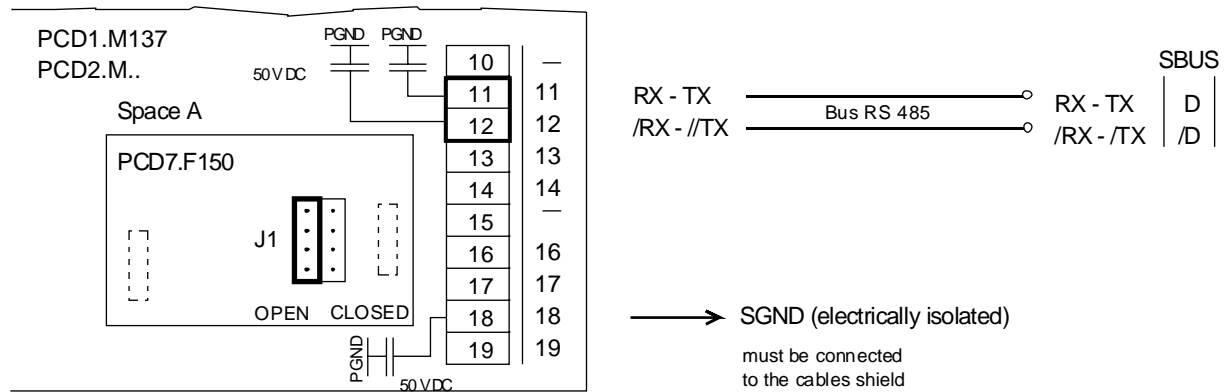 PCD1.M137
PCD2.M..
PGND PGND
50 V DC
Space A
PCD7.F150
J1
OPEN CLOSED
PGND
50 V DC
10 —
11 11
12 12
13 13
14 14
15 —
16 16
17 17
18 18
19 19
SBUS
RX - TX Bus RS 485 RX - TX D
/RX - //TX /RX - /TX /D
SGND (electrically isolated)
must be connected
to the cables shield